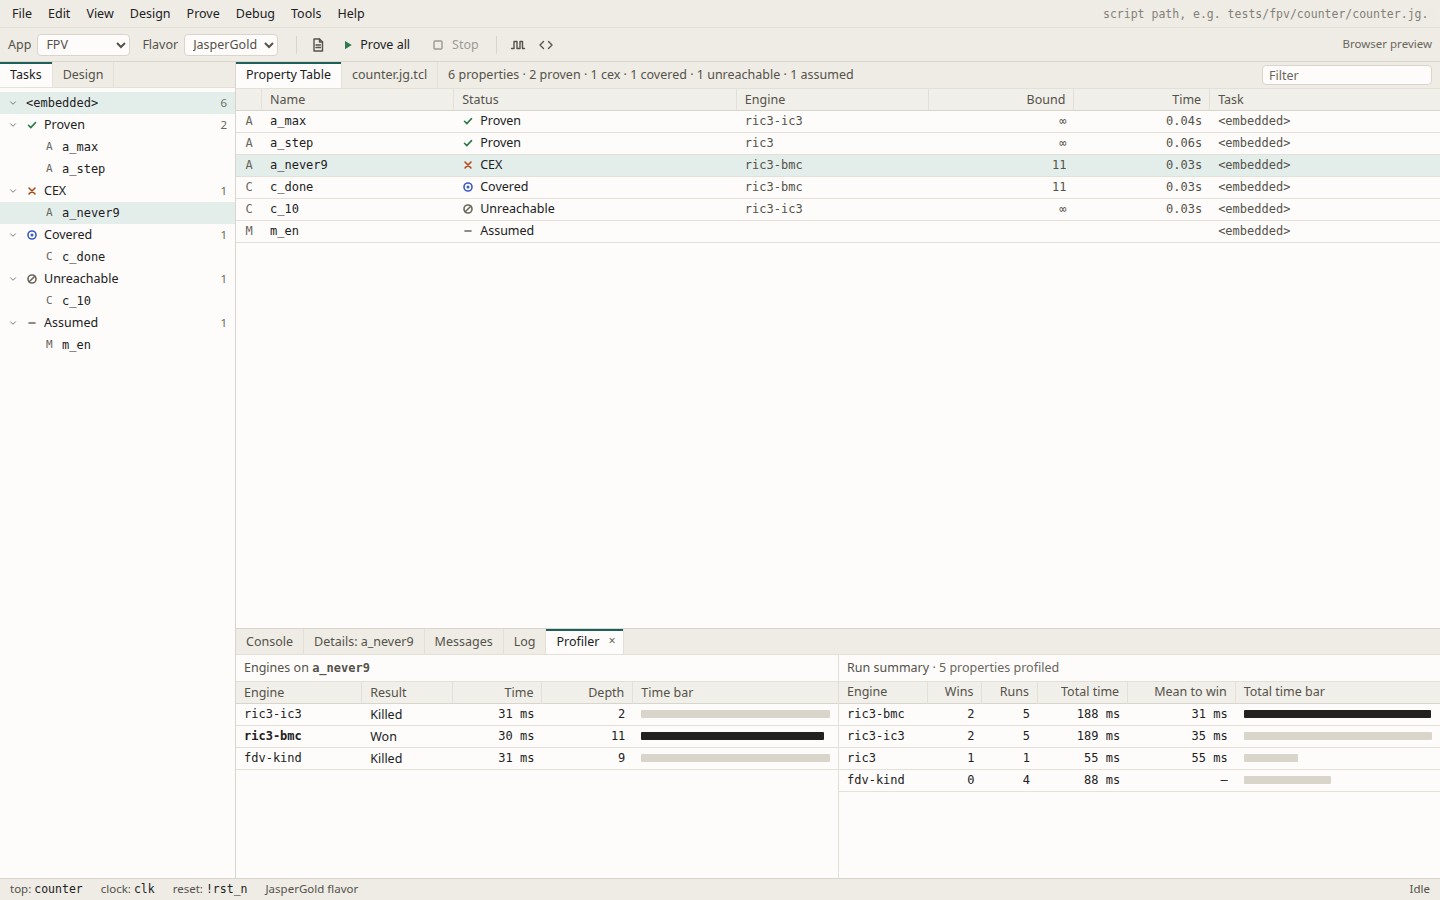 File Edit View Design Prove Debug Tools Help script path, e.g. tests/fpv/counter/counter.jg.
App FPV Flavor JasperGold Prove all Stop Browser preview
Tasks Design Property Table counter.jg.tcl 6 properties · 2 proven · 1 cex · 1 covered · 1 unreachable · 1 assumed Filter
<embedded> 6
Proven 2
A a_max
A a_step
CEX 1
A a_never9
Covered 1
C c_done
Unreachable 1
C c_10
Assumed 1
M m_en
Name Status Engine Bound Time Task
A a_max Proven ric3-ic3 ∞ 0.04s <embedded>
A a_step Proven ric3 ∞ 0.06s <embedded>
A a_never9 CEX ric3-bmc 11 0.03s <embedded>
C c_done Covered ric3-bmc 11 0.03s <embedded>
C c_10 Unreachable ric3-ic3 ∞ 0.03s <embedded>
M m_en Assumed <embedded>
Console Details: a_never9 Messages Log Profiler ×
Engines on a_never9
Engine Result Time Depth Time bar
ric3-ic3 Killed 31 ms 2
ric3-bmc Won 30 ms 11
fdv-kind Killed 31 ms 9
Run summary · 5 properties profiled
Engine Wins Runs Total time Mean to win Total time bar
ric3-bmc 2 5 188 ms 31 ms
ric3-ic3 2 5 189 ms 35 ms
ric3 1 1 55 ms 55 ms
fdv-kind 0 4 88 ms –
top: counter clock: clk reset: !rst_n JasperGold flavor Idle